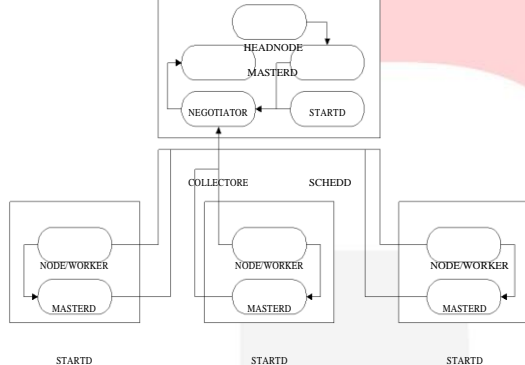 HEADNODE
MASTERD
NEGOTIATOR STARTD
COLLECTORE SCHEDD
NODE/WORKER NODE/WORKER NODE/WORKER
MASTERD MASTERD MASTERD
STARTD STARTD STARTD